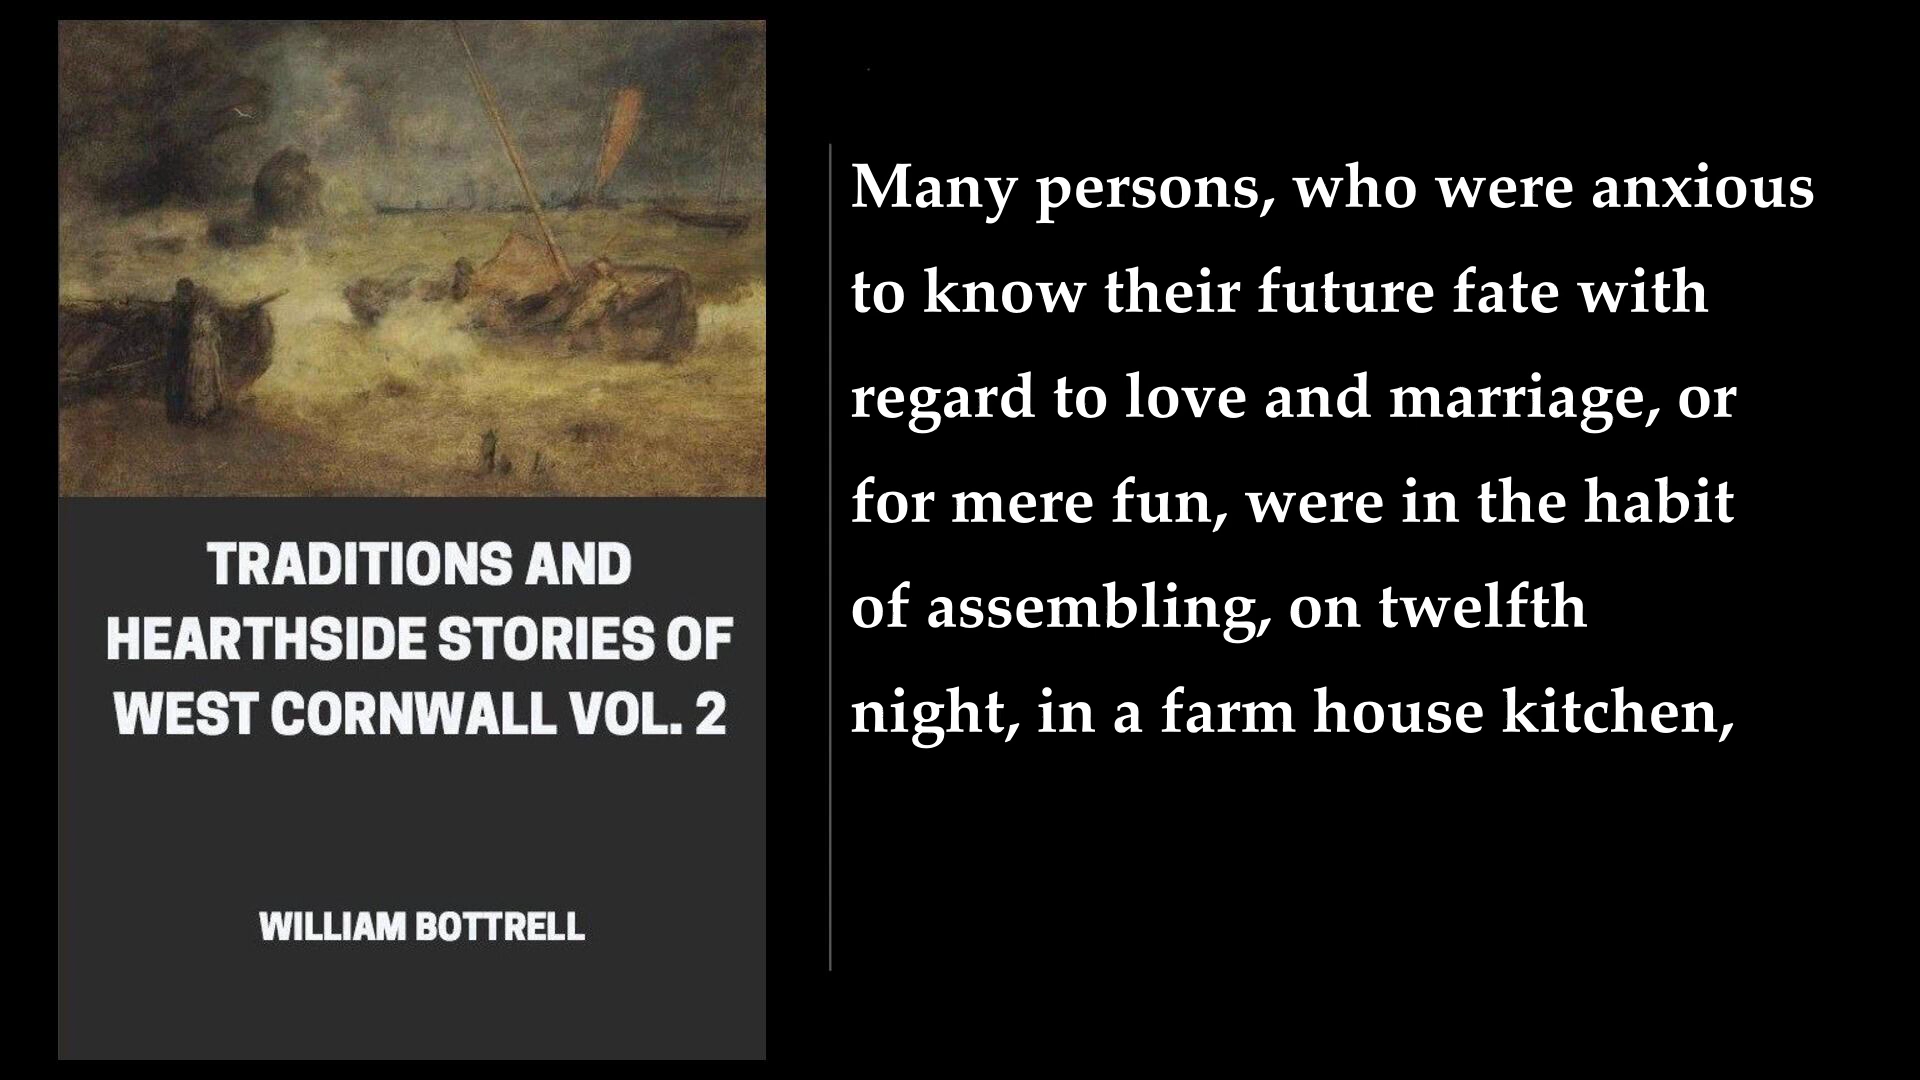 TRADITIONS AND
HEARTHSIDE STORIES OF
WEST CORNWALL VOL. 2
WILLIAM BOTTRELL
Many persons, who were anxious
to know their future fate with
regard to love and marriage, or
for mere fun, were in the habit
of assembling, on twelfth
night, in a farm house kitchen,